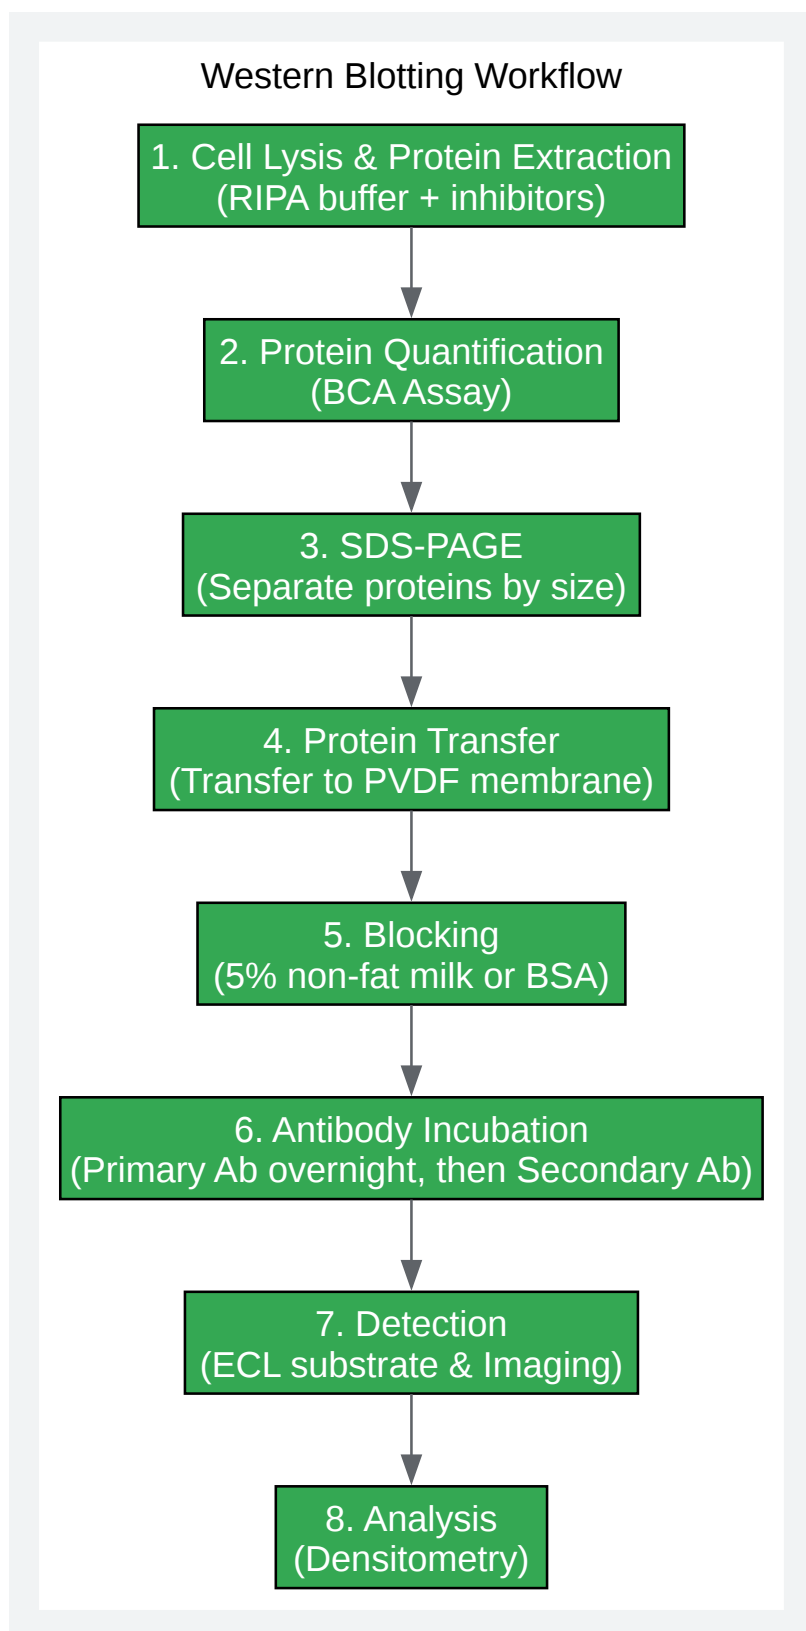 Western Blotting Workflow
1. Cell Lysis & Protein Extraction
(RIPA buffer + inhibitors)
2. Protein Quantification
(BCA Assay)
3. SDS-PAGE
(Separate proteins by size)
4. Protein Transfer
(Transfer to PVDF membrane)
5. Blocking
(5% non-fat milk or BSA)
6. Antibody Incubation
(Primary Ab overnight, then Secondary Ab)
7. Detection
(ECL substrate & Imaging)
8. Analysis
(Densitometry)